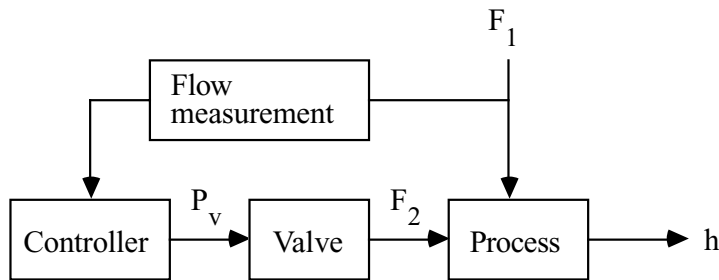 F1
Flow
measurement
Pv
F2
Controller
Valve
Process
h